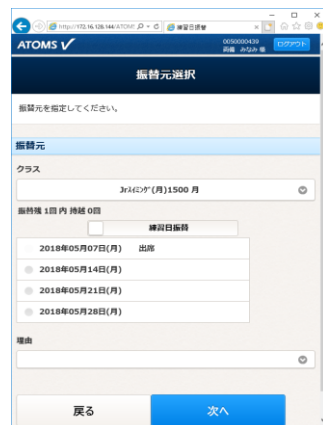 http://172.16.128.144/ATOMS
練習日振替
ATOMS
0050000439
両備 みなみ 様
ログアウト
振替元選択
振替元を指定してください。
振替元
クラス
Jrスイミング(月)1500 月
振替残 1回 内 持越 0回
練習日振替
2018年05月07日(月) 出席
2018年05月14日(月)
2018年05月21日(月)
2018年05月28日(月)
理由
戻る
次へ